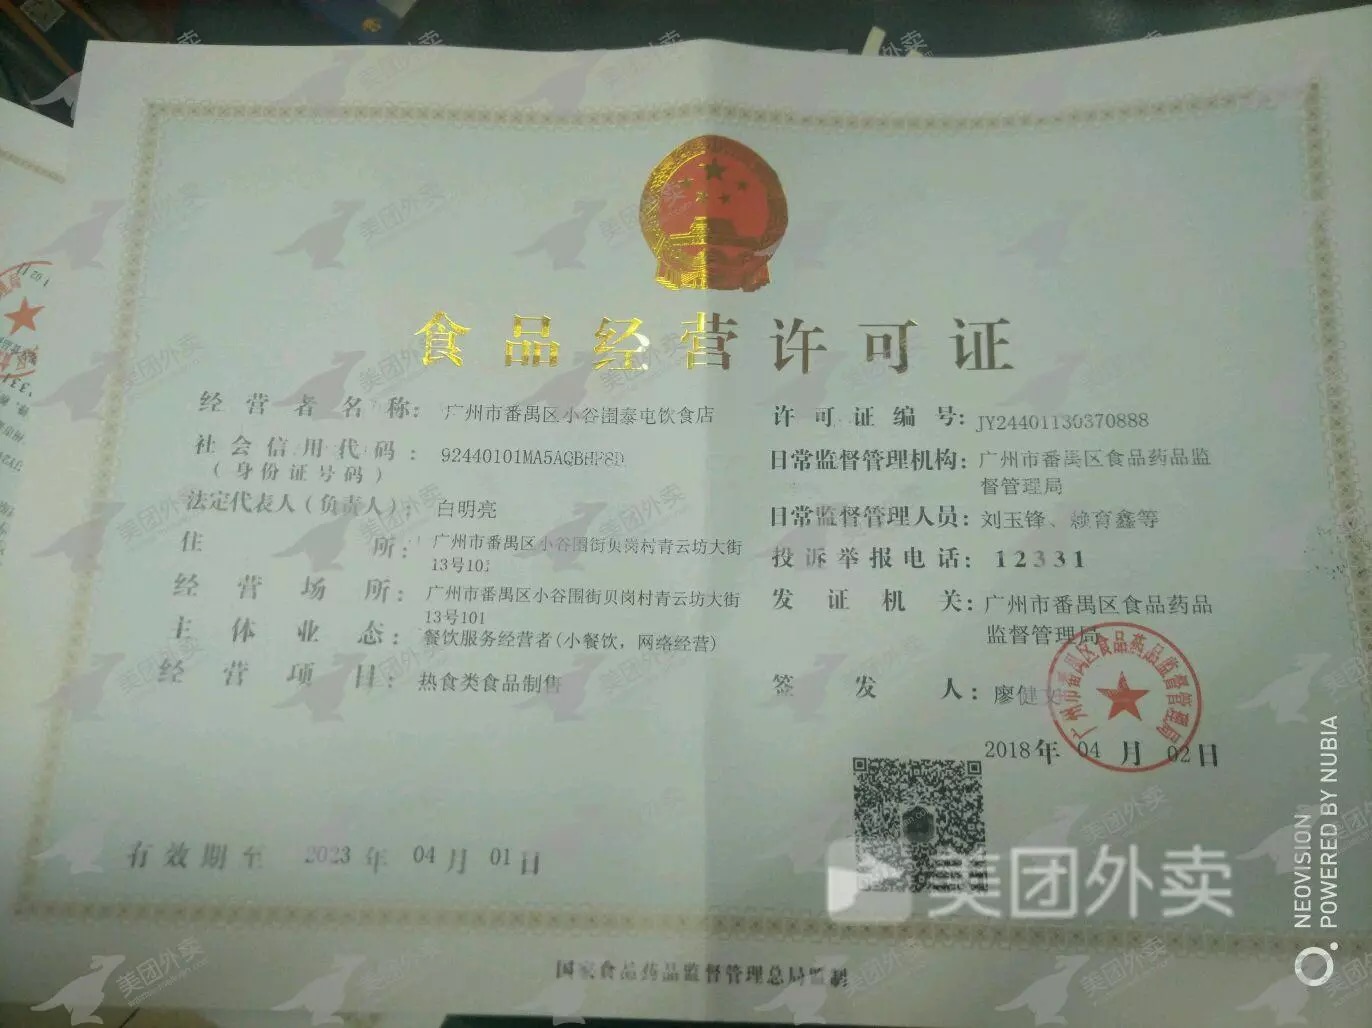 食品经营许可证
经营者名称：广州市番禺区小谷围寨屯饮食店
社会信用代码：92440101MA5AQBHP8D
（身份证号码）
法定代表人（负责人）：白明亮
住所：广州市番禺区小谷围街贝岗村青云坊大街
13号101
经营场所：广州市番禺区小谷围街贝岗村青云坊大街
13号101
主体业态：餐饮服务经营者(小餐饮，网络经营)
经营项目：热食类食品制售
有效期至 2023年04月01日
许可证编号：JY24401130370888
日常监督管理机构：广州市番禺区食品药品监
督管理局
日常监督管理人员：刘玉锋、赖育鑫等
投诉举报电话：12331
发证机关：广州市番禺区食品药品
监督管理局
签发人：廖健
广州市番禺区食品药品监督管理局
2018年04月02日
美团外卖
国家食品药品监督管理总局监制
NEOVISION
POWERED BY NUBIA